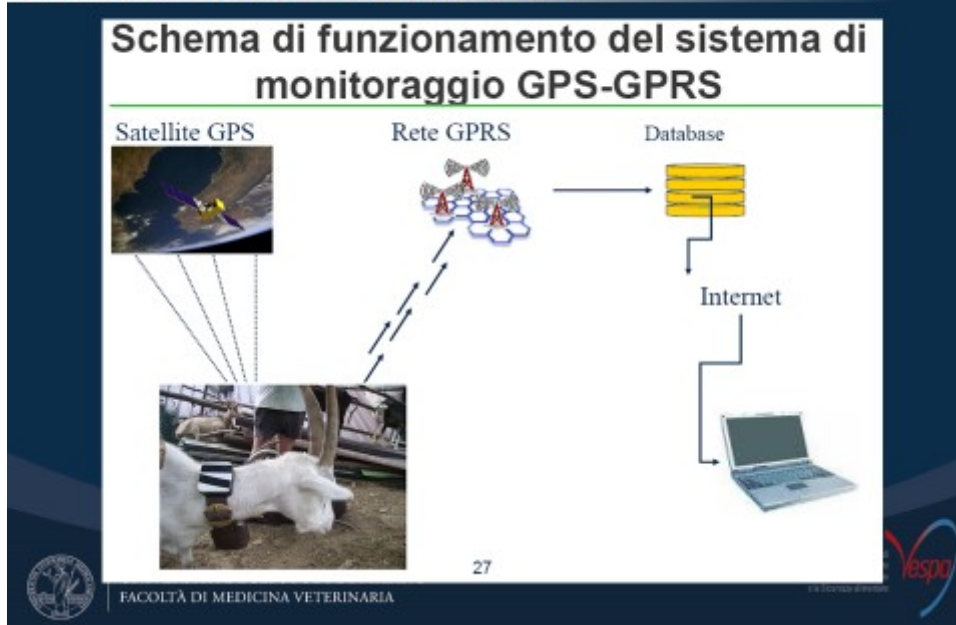 Schema di funzionamento del sistema di
monitoraggio GPS-GPRS
Satellite GPS
Rete GPRS
Database
Internet
27
FACOLTÀ DI MEDICINA VETERINARIA
Vespa